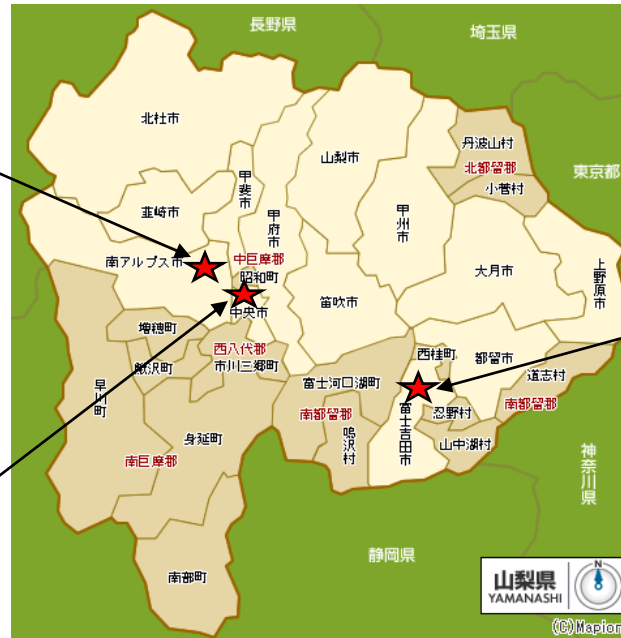 長野県
埼玉県
北杜市
丹波山村
山梨市
北都留郡
東京都
甲斐市
小菅村
韮崎市
甲府市
甲州市
南アルプス市
中巨摩郡
上野原市
昭和町
大月市
笛吹市
中央市
増穂町
西八代郡
西桂町
都留市
鰍沢町
市川三郷町
道志村
早川町
富士河口湖町
南都留郡
忍野村
南都留郡
富士吉田市
鳴沢村
身延町
山中湖村
南巨摩郡
神奈川県
静岡県
南部町
N
山梨県
YAMANASHI
(C)Mapion